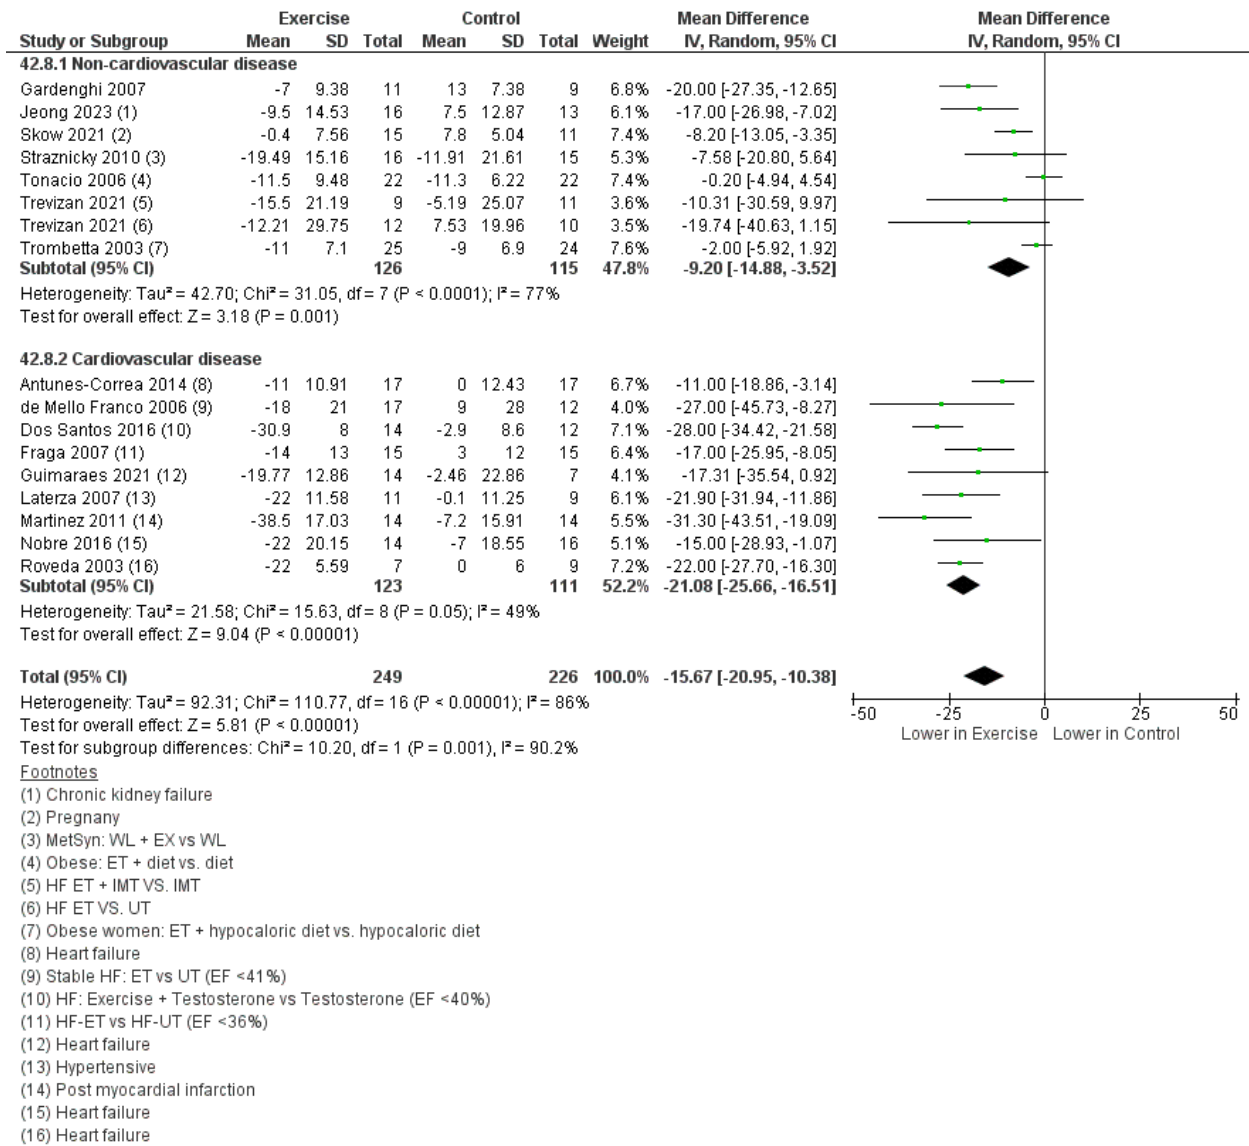 Exercise Control Mean Difference Mean Difference
Study or Subgroup Mean SD Total Mean SD Total Weight IV, Random, 95% CI IV, Random, 95% CI
42.8.1 Non-cardiovascular disease
Gardenghi 2007 -7 9.38 11 13 7.38 9 6.8% -20.00 [-27.35, -12.65]
Jeong 2023 (1) -9.5 14.53 16 7.5 12.87 13 6.1% -17.00 [-26.98, -7.02]
Skow 2021 (2) -0.4 7.56 15 7.8 5.04 11 7.4% -8.20 [-13.05, -3.35]
Straznicky 2010 (3) -19.49 15.16 16 -11.91 21.61 15 5.3% -7.58 [-20.80, 5.64]
Tonacio 2006 (4) -11.5 9.48 22 -11.3 6.22 22 7.4% -0.20 [-4.94, 4.54]
Trevizan 2021 (5) -15.5 21.19 9 -5.19 25.07 11 3.6% -10.31 [-30.59, 9.97]
Trevizan 2021 (6) -12.21 29.75 12 7.53 19.96 10 3.5% -19.74 [-40.63, 1.15]
Trombetta 2003 (7) -11 7.1 25 -9 6.9 24 7.6% -2.00 [-5.92, 1.92]
Subtotal (95% CI) 126 115 47.8% -9.20 [-14.88, -3.52]
Heterogeneity: Tau² = 42.70; Chi² = 31.05, df = 7 (P < 0.0001); I² = 77%
Test for overall effect: Z = 3.18 (P = 0.001)
42.8.2 Cardiovascular disease
Antunes-Correa 2014 (8) -11 10.91 17 0 12.43 17 6.7% -11.00 [-18.86, -3.14]
de Mello Franco 2006 (9) -18 21 17 9 28 12 4.0% -27.00 [-45.73, -8.27]
Dos Santos 2016 (10) -30.9 8 14 -2.9 8.6 12 7.1% -28.00 [-34.42, -21.58]
Fraga 2007 (11) -14 13 15 3 12 15 6.4% -17.00 [-25.95, -8.05]
Guimaraes 2021 (12) -19.77 12.86 14 -2.46 22.86 7 4.1% -17.31 [-35.54, 0.92]
Laterza 2007 (13) -22 11.58 11 -0.1 11.25 9 6.1% -21.90 [-31.94, -11.86]
Martinez 2011 (14) -38.5 17.03 14 -7.2 15.91 14 5.5% -31.30 [-43.51, -19.09]
Nobre 2016 (15) -22 20.15 14 -7 18.55 16 5.1% -15.00 [-28.93, -1.07]
Roveda 2003 (16) -22 5.59 7 0 6 9 7.2% -22.00 [-27.70, -16.30]
Subtotal (95% CI) 123 111 52.2% -21.08 [-25.66, -16.51]
Heterogeneity: Tau² = 21.58; Chi² = 15.63, df = 8 (P = 0.05); I² = 49%
Test for overall effect: Z = 9.04 (P < 0.00001)
Total (95% CI) 249 226 100.0% -15.67 [-20.95, -10.38]
Heterogeneity: Tau² = 92.31; Chi² = 110.77, df = 16 (P < 0.00001); I² = 86%
Test for overall effect: Z = 5.81 (P < 0.00001)
Test for subgroup differences: Chi² = 10.20, df = 1 (P = 0.001), I² = 90.2%
-50 -25 0 25 50
Lower in Exercise Lower in Control
Footnotes
(1) Chronic kidney failure
(2) Pregnany
(3) MetSyn: WL + EX vs WL
(4) Obese: ET + diet vs. diet
(5) HF ET + IMT VS. IMT
(6) HF ET VS. UT
(7) Obese women: ET + hypocaloric diet vs. hypocaloric diet
(8) Heart failure
(9) Stable HF: ET vs UT (EF <41%)
(10) HF: Exercise + Testosterone vs Testosterone (EF <40%)
(11) HF-ET vs HF-UT (EF <36%)
(12) Heart failure
(13) Hypertensive
(14) Post myocardial infarction
(15) Heart failure
(16) Heart failure